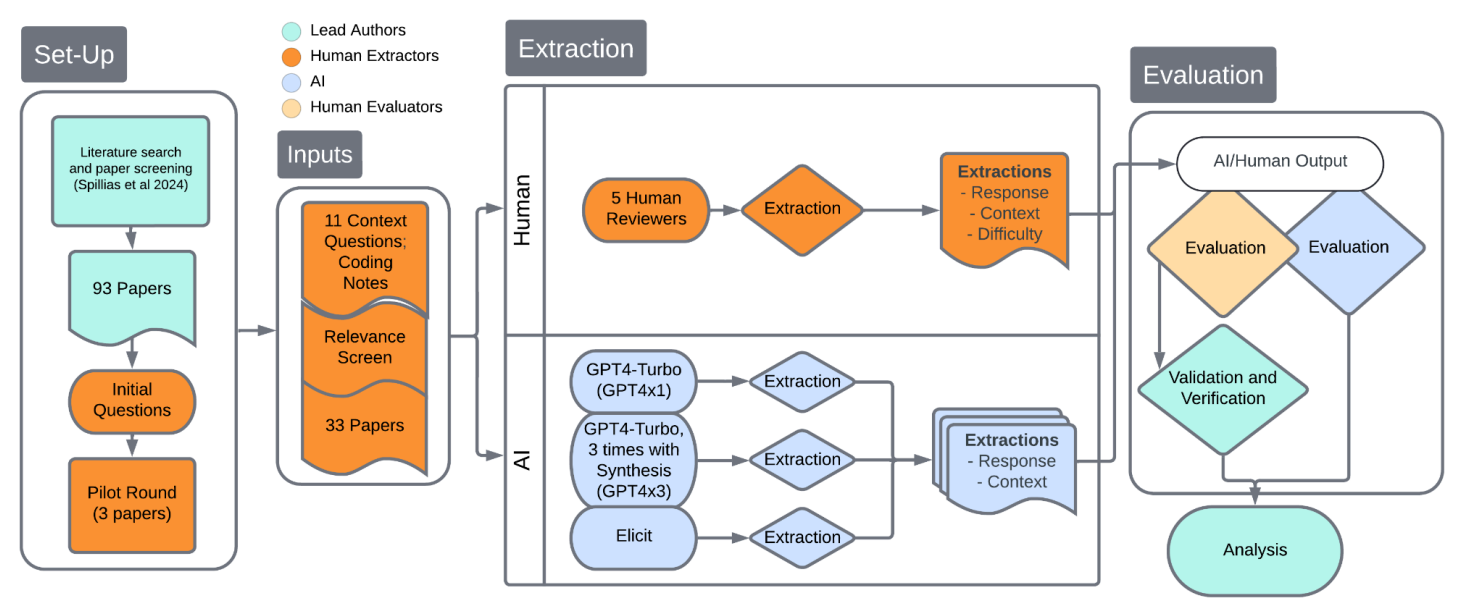 Set-Up
Lead Authors
Human Extractors
AI
Human Evaluators
Literature search
and paper screening
(Spillias et al 2024)
93 Papers
Initial
Questions
Pilot Round
(3 papers)
Inputs
11 Context
Questions;
Coding
Notes
Relevance
Screen
33 Papers
Extraction
Human
5 Human
Reviewers
Extraction
Extractions
- Response
- Context
- Difficulty
AI
GPT4-Turbo
(GPT4x1)
Extraction
GPT4-Turbo,
3 times with
Synthesis
(GPT4x3)
Extraction
Elicit
Extraction
Extractions
- Response
- Context
Evaluation
AI/Human Output
Evaluation
Evaluation
Validation and
Verification
Analysis